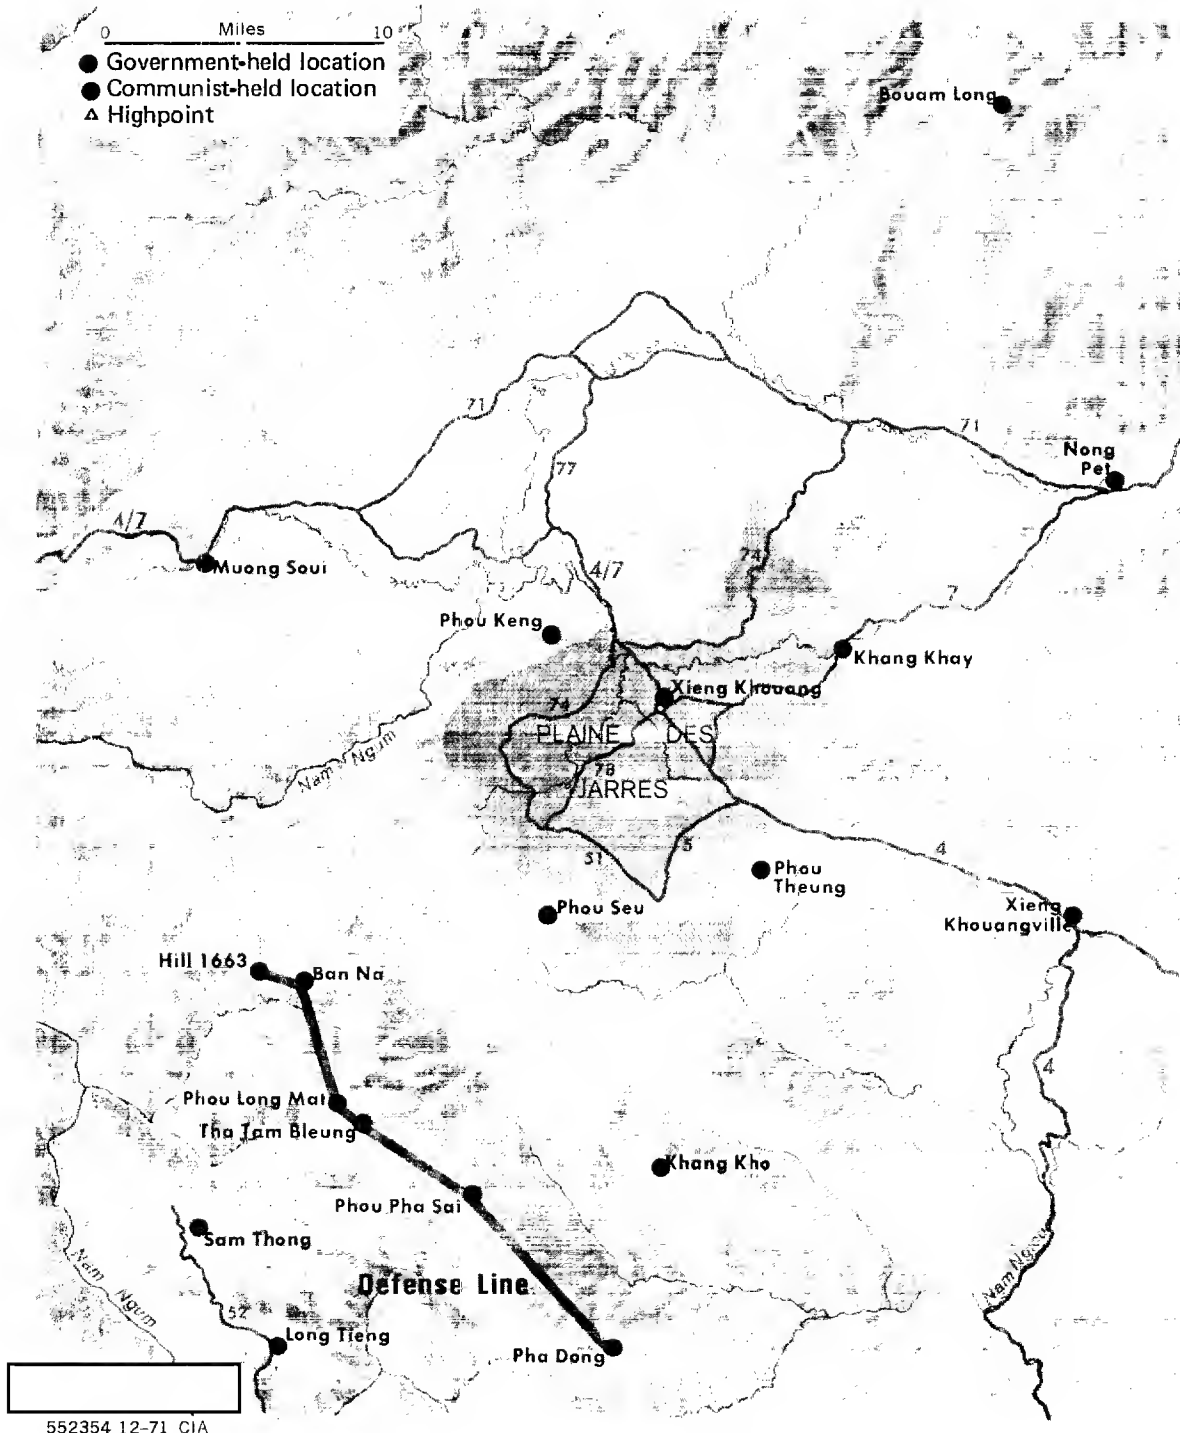 0 Miles 10
Government-held location
Communist-held location
Highpoint
Bouam Long
71
71
Nong
Pet
77
4/7
Muong Soui
4/7
74
7
Phou Keng
Khang Khay
Xieng Khouang
74
PLAINE DES
Nam Ngum
78
JARRES
51
5
4
Phou
Theung
Phou Seu
Xieng
Khouangville
Hill 1663
Ban Na
4
Phou Long Mat
Tha Tam Bleung
Khang Kho
Phou Pha Sai
Sam Thong
Nam Ngum
Defense Line
52
Long Tieng
Pha Dong
552354 12-71 CIA